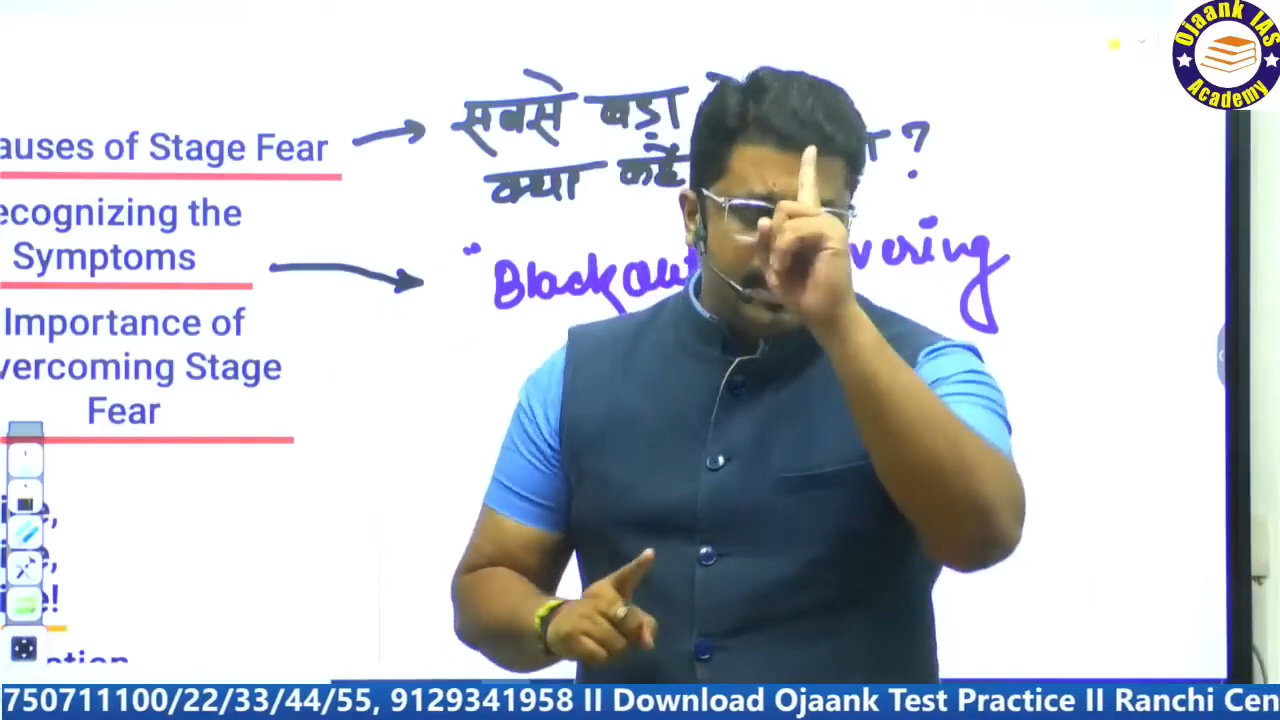 Ojaank IAS
Academy
auses of Stage Fear
ecognizing the
Symptoms
Importance of
vercoming Stage
Fear
सबसे बड़ा
क्या कहेंगे ?
"Blackout vering
e!
ation
750711100/22/33/44/55, 9129341958 II Download Ojaank Test Practice II Ranchi Cen